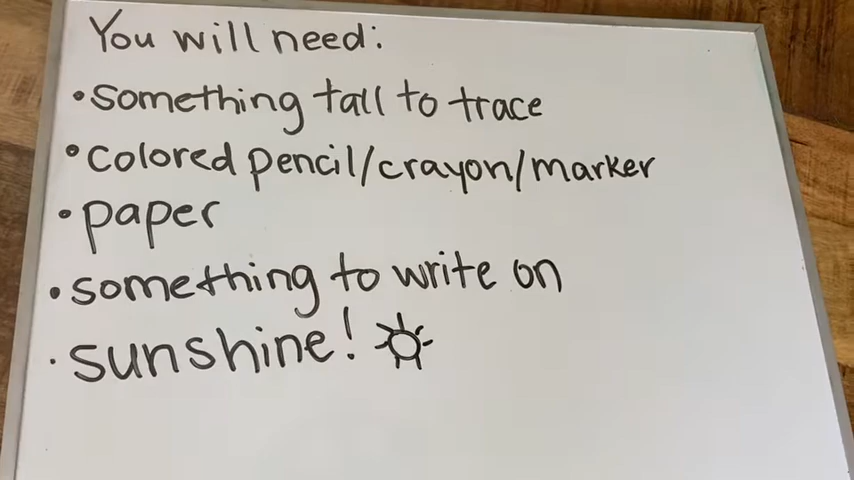 You will need:
• something tall to trace
• colored pencil/crayon/marker
• paper
• something to write on
• sunshine!